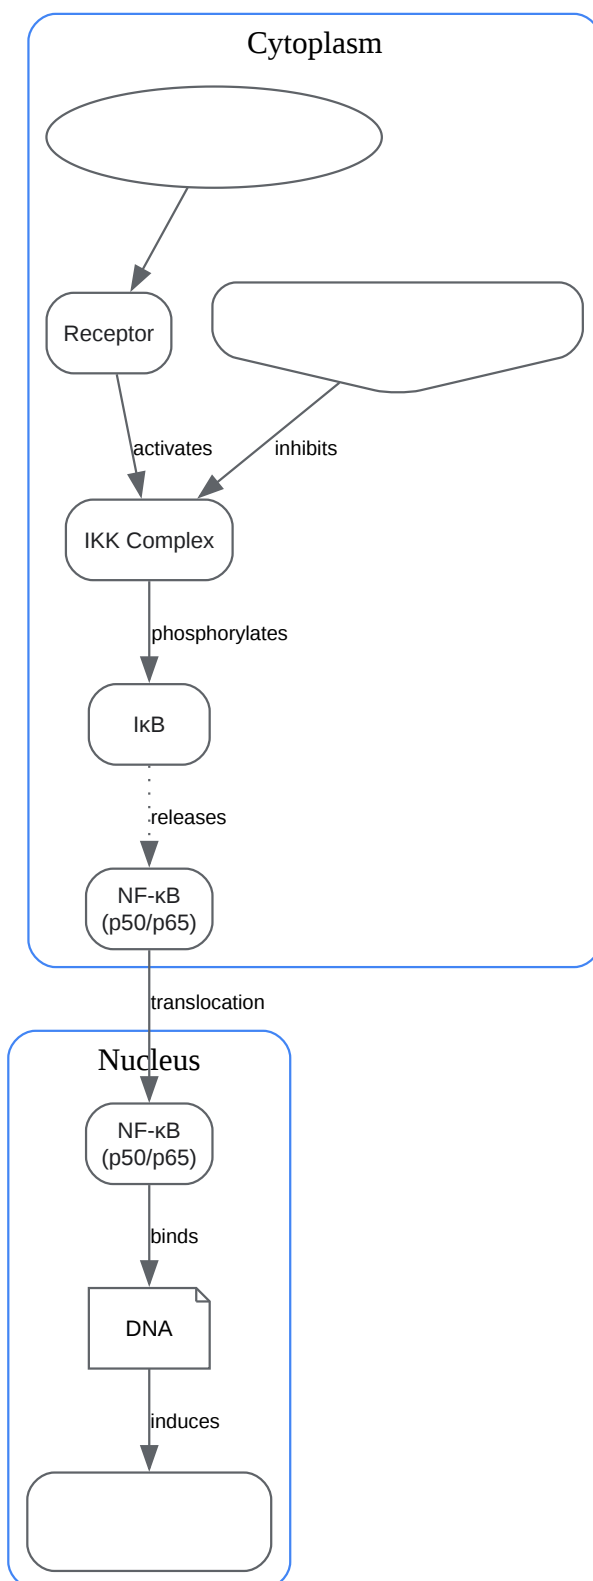 Cytoplasm
Receptor
activates
inhibits
IKK Complex
phosphorylates
IκB
releases
NF-κB
(p50/p65)
translocation
Nucleus
NF-κB
(p50/p65)
binds
DNA
induces